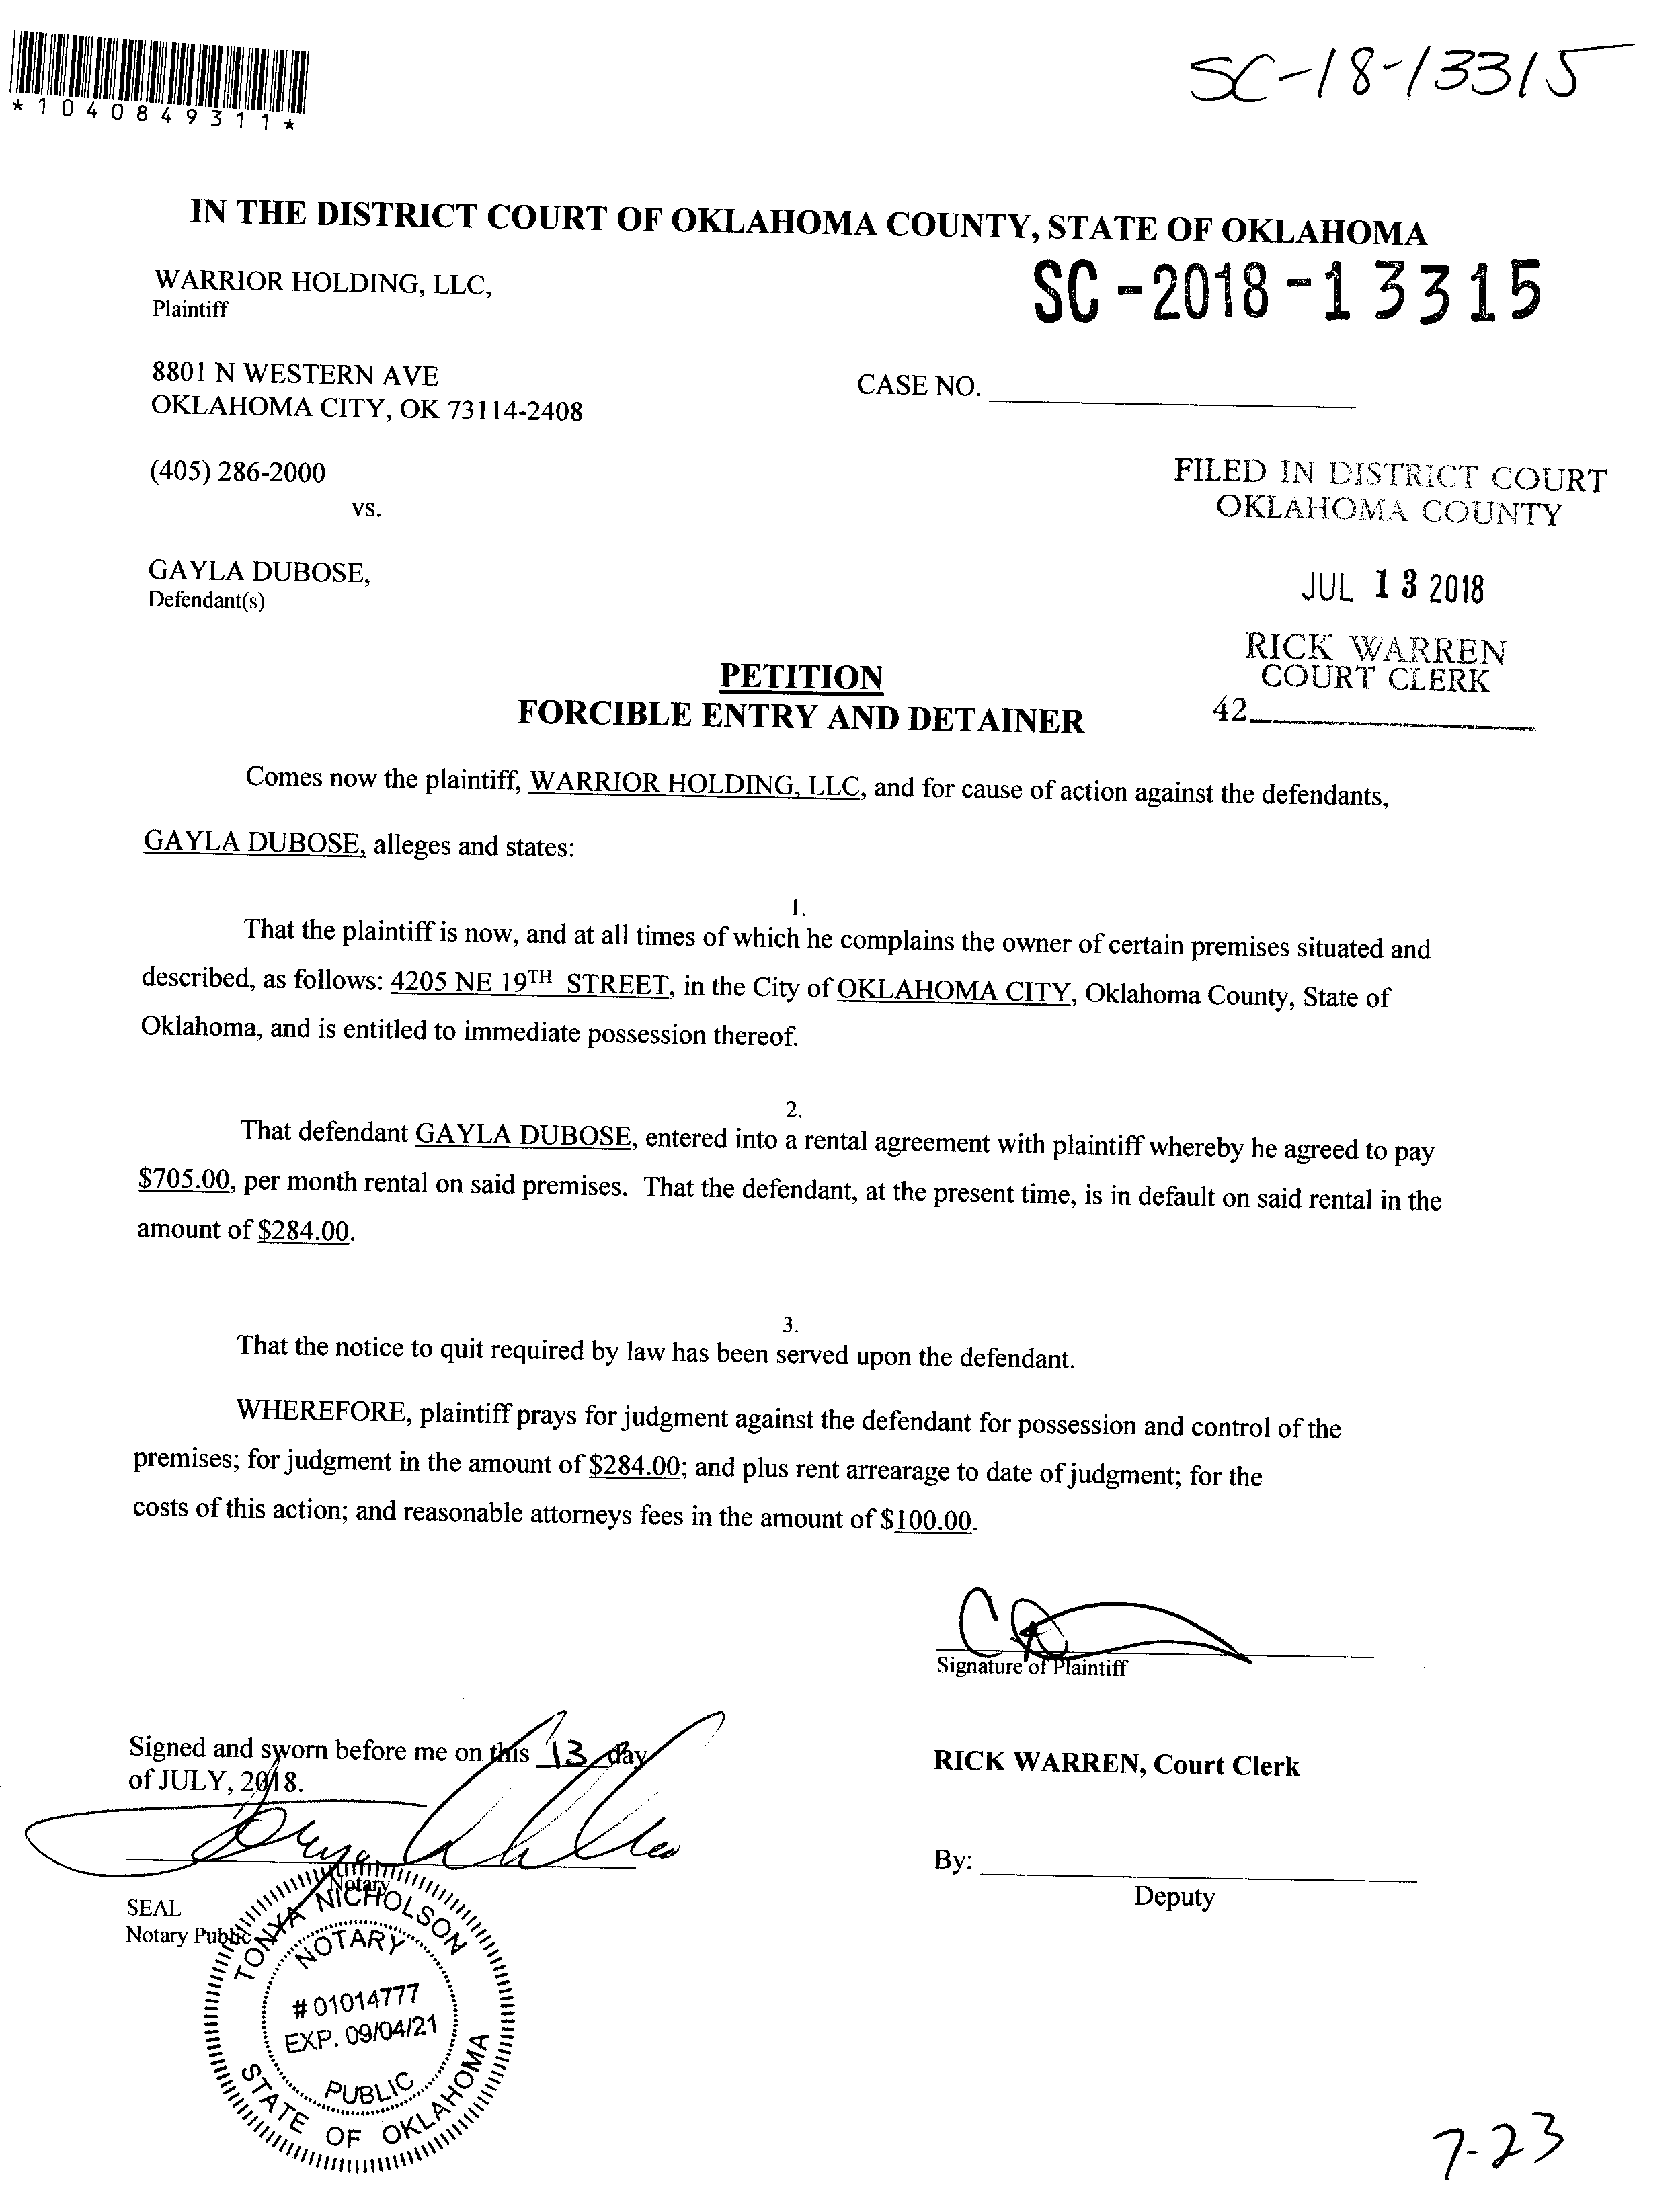 SC-18-13315
*1040849311*
IN THE DISTRICT COURT OF OKLAHOMA COUNTY, STATE OF OKLAHOMA
WARRIOR HOLDING, LLC,
Plaintiff
SC-2018-13315
8801 N WESTERN AVE
OKLAHOMA CITY, OK 73114-2408
CASE NO.
(405) 286-2000
vs.
FILED IN DISTRICT COURT
OKLAHOMA COUNTY
GAYLA DUBOSE,
Defendant(s)
JUL 13 2018
RICK WARREN
COURT CLERK
42
PETITION
FORCIBLE ENTRY AND DETAINER
Comes now the plaintiff, WARRIOR HOLDING, LLC, and for cause of action against the defendants,
GAYLA DUBOSE, alleges and states:
1.
That the plaintiff is now, and at all times of which he complains the owner of certain premises situated and
described, as follows: 4205 NE 19TH STREET, in the City of OKLAHOMA CITY, Oklahoma County, State of
Oklahoma, and is entitled to immediate possession thereof.
2.
That defendant GAYLA DUBOSE, entered into a rental agreement with plaintiff whereby he agreed to pay
$705.00, per month rental on said premises. That the defendant, at the present time, is in default on said rental in the
amount of $284.00.
3.
That the notice to quit required by law has been served upon the defendant.
WHEREFORE, plaintiff prays for judgment against the defendant for possession and control of the
premises; for judgment in the amount of $284.00; and plus rent arrearage to date of judgment; for the
costs of this action; and reasonable attorneys fees in the amount of $100.00.
Signature of Plaintiff
Signed and sworn before me on this 13 day
of JULY, 2018.
RICK WARREN, Court Clerk
Notary
By:
Deputy
SEAL
Notary Public
TONYA NICHOLSON
NOTARY
#01014777
EXP. 09/04/21
PUBLIC
STATE OF OKLAHOMA
7-23